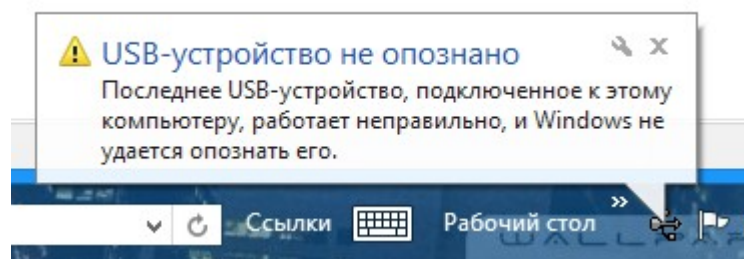 USB-устройство не опознано
Последнее USB-устройство, подключенное к этому
компьютеру, работает неправильно, и Windows не
удается опознать его.
Ссылки
Рабочий стол
»